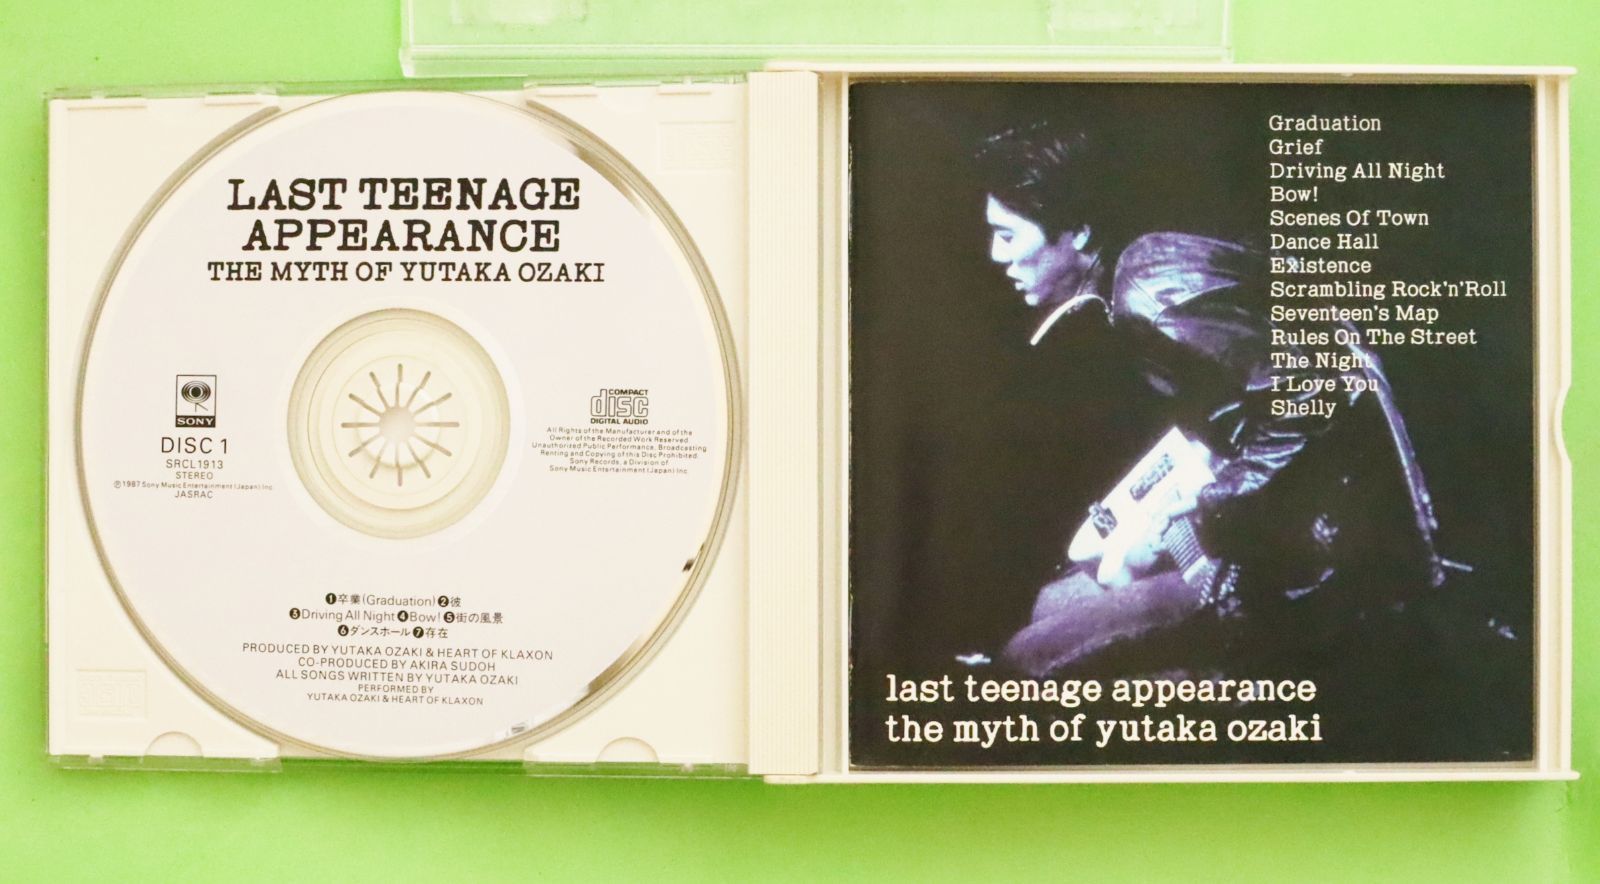 LAST TEENAGE
APPEARANCE
THE MYTH OF YUTAKA OZAKI
SONY
DISC 1
SRCL1913
STEREO
Ⓟ1987 Sony Music Entertainment (Japan) Inc.
JASRAC
COMPACT
disc
DIGITAL AUDIO
All Rights of the Manufacturer and of the
Owner of the Recorded Work Reserved.
Unauthorized Public Performance, Broadcasting
Renting and Copying of this Disc Prohibited.
Sony Records, a Division of
Sony Music Entertainment (Japan) Inc.
❶卒業(Graduation) ❷彼
❸Driving All Night ❹Bow! ❺街の風景
❻ダンスホール ❼存在
PRODUCED BY YUTAKA OZAKI & HEART OF KLAXON
CO-PRODUCED BY AKIRA SUDOH
ALL SONGS WRITTEN BY YUTAKA OZAKI
PERFORMED BY
YUTAKA OZAKI & HEART OF KLAXON
Graduation
Grief
Driving All Night
Bow!
Scenes Of Town
Dance Hall
Existence
Scrambling Rock'n'Roll
Seventeen's Map
Rules On The Street
The Night
I Love You
Shelly
last teenage appearance
the myth of yutaka ozaki